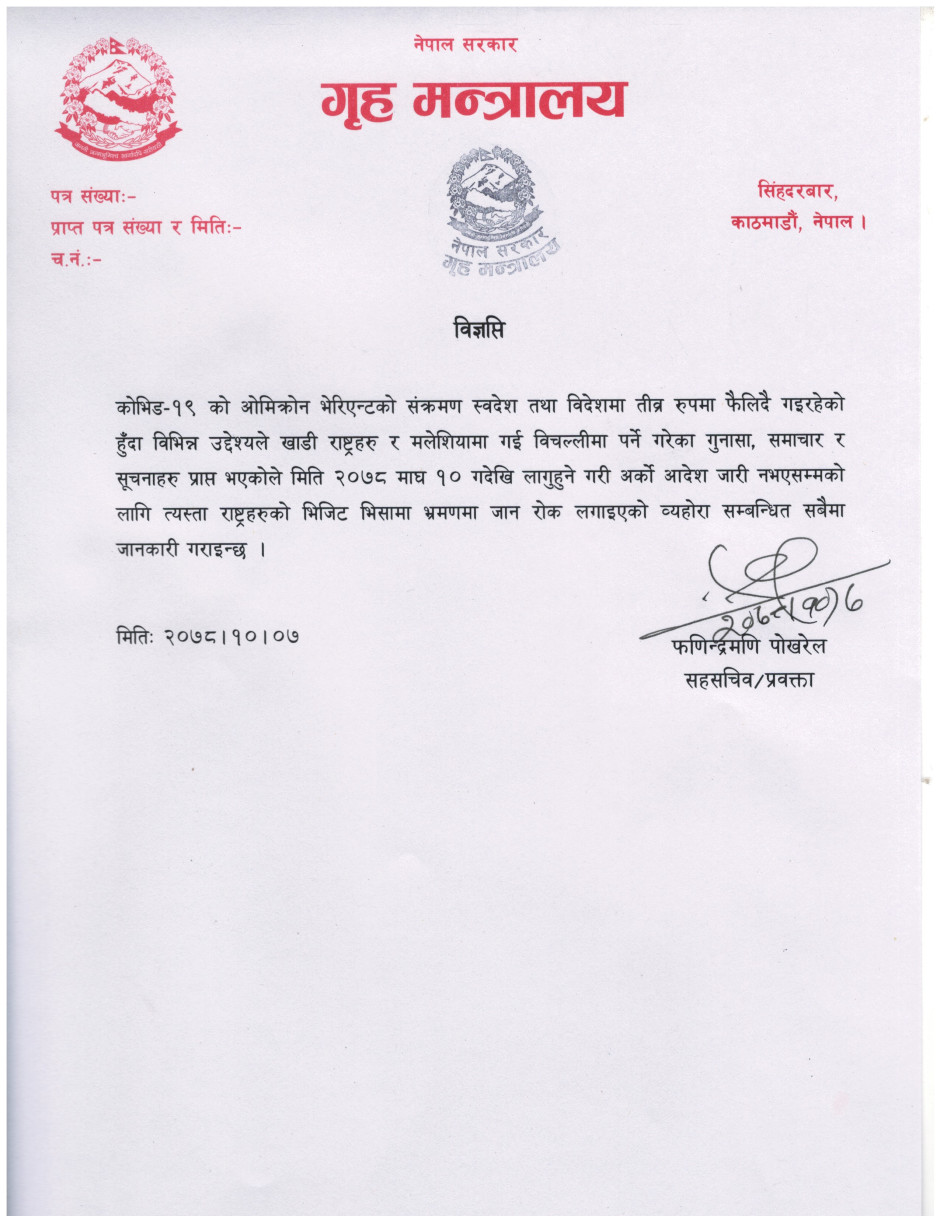 नेपाल सरकार
गृह मन्त्रालय
नेपाल सरकार
गृह मन्त्रालय
पत्र संख्याः–
प्राप्त पत्र संख्या र मितिः–
च.नं.:–
सिंहदरबार,
काठमाडौं, नेपाल ।
विज्ञप्ति
कोभिड-१९ को ओमिक्रोन भेरिएन्टको संक्रमण स्वदेश तथा विदेशमा तीव्र रुपमा फैलिदै गइरहेको
हुँदा विभिन्न उद्देश्यले खाडी राष्ट्रहरु र मलेशियामा गई विचल्लीमा पर्ने गरेका गुनासा, समाचार र
सूचनाहरु प्राप्त भएकोले मिति २०७८ माघ १० गदेखि लागुहुने गरी अर्को आदेश जारी नभएसम्मको
लागि त्यस्ता राष्ट्रहरुको भिजिट भिसामा भ्रमणमा जान रोक लगाइएको व्यहोरा सम्बन्धित सबैमा
जानकारी गराइन्छ ।
मितिः २०७८।१०।०७
फणिन्द्रमणि पोखरेल
सहसचिव/प्रवक्ता